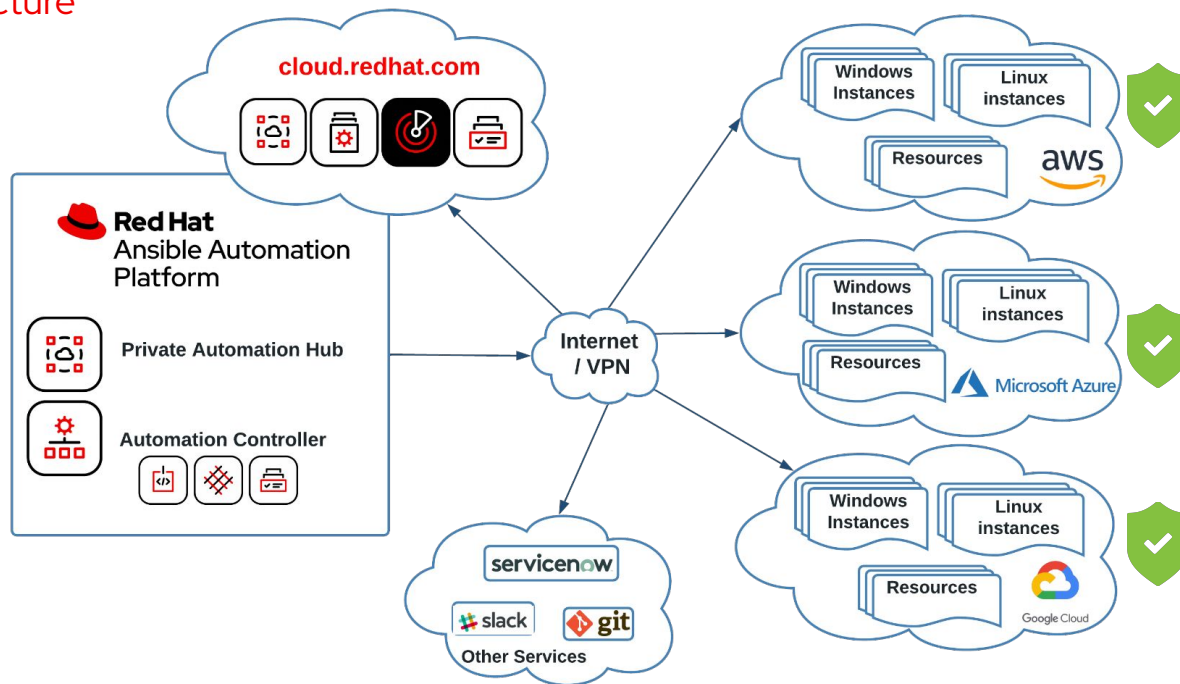 cloud.redhat.com
Red Hat
Ansible Automation
Platform
Private Automation Hub
Automation Controller
</>
Internet
/ VPN
servicenow
slack
git
Other Services
Windows
Instances
Linux
instances
Resources
aws
Windows
Instances
Linux
instances
Resources
Microsoft Azure
Windows
Instances
Linux
instances
Resources
Google Cloud